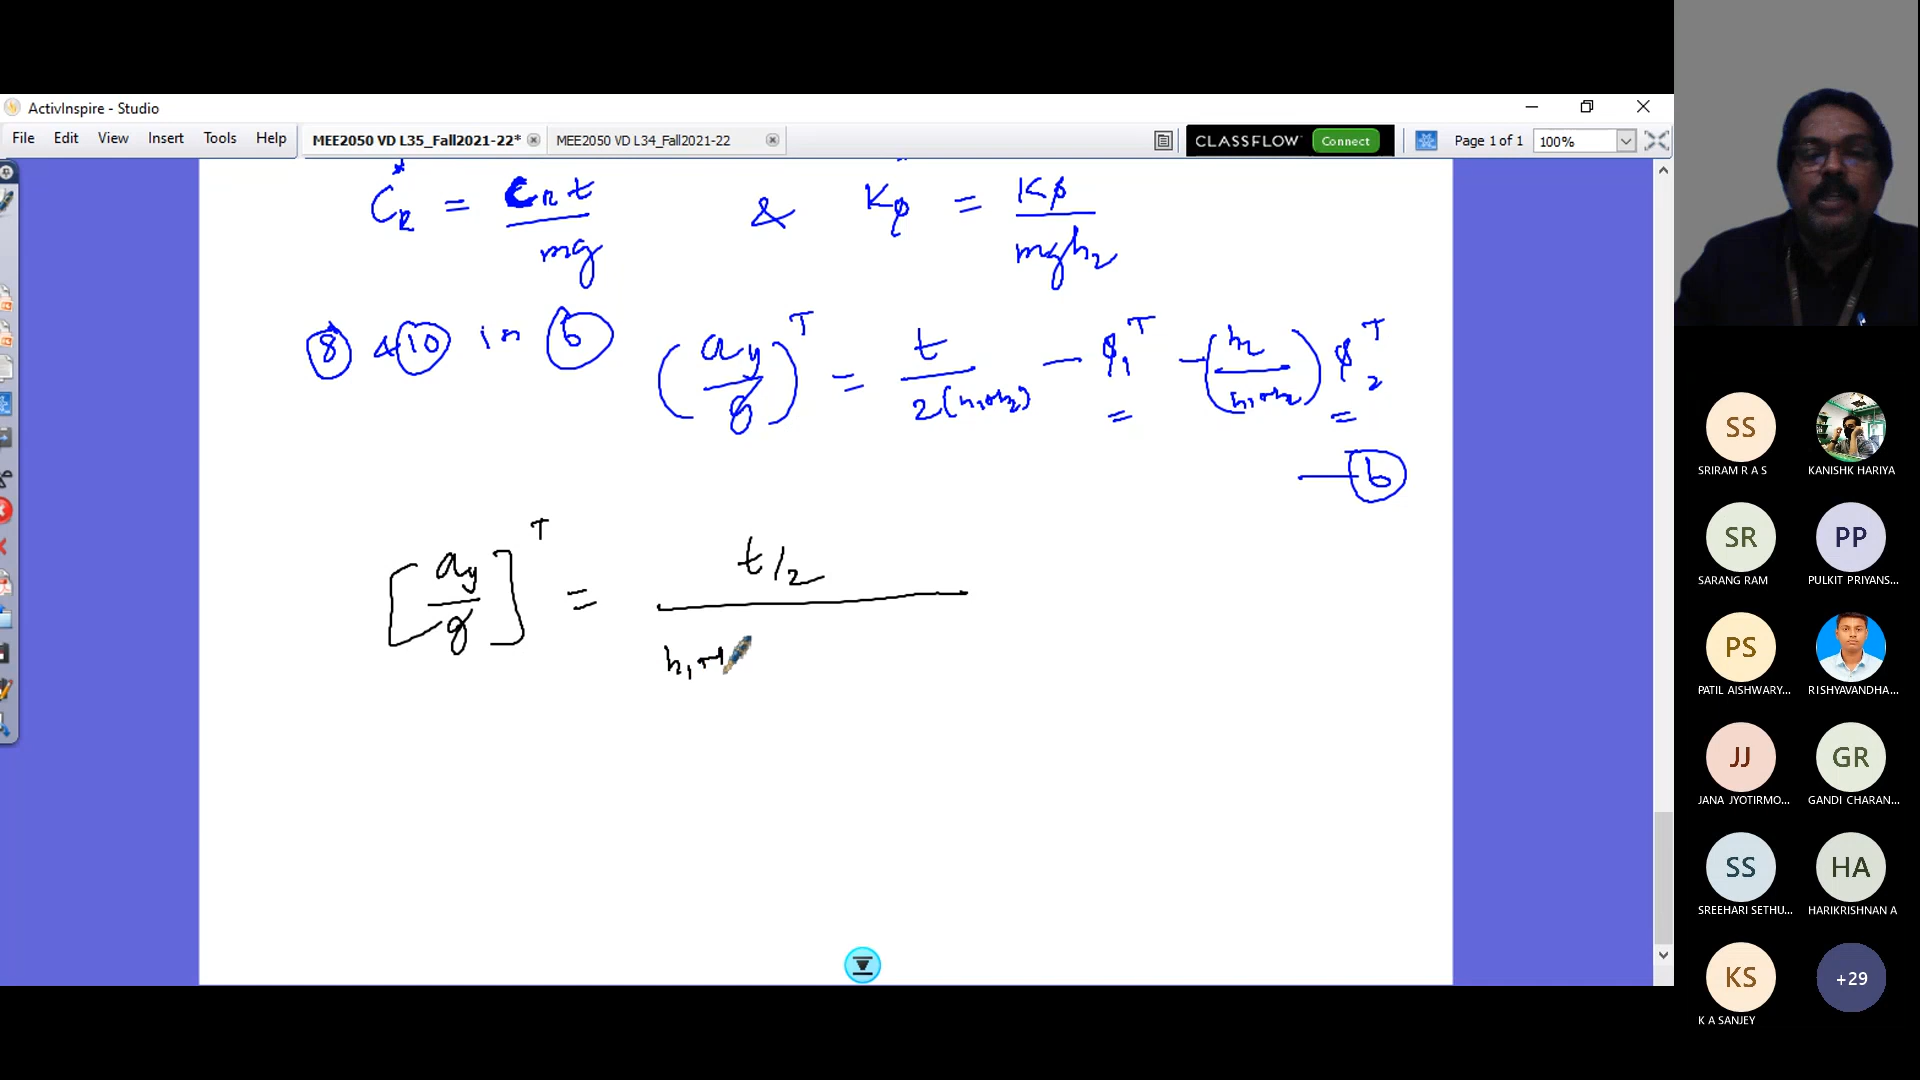 ActivInspire - Studio
File Edit View Insert Tools Help
MEE2050 VD L35_Fall2021-22* MEE2050 VD L34_Fall2021-22
CLASSFLOW Connect Page 1 of 1 100%
C_R^* = C_R t / mg & K_φ = K_φ / mgh_2
(8) & (10) in (6) (a_y / g)^T = t / 2(h_1+h_2) - φ_1^T - (h_2 / h_1+h_2) φ_2^T
— (6)
[a_y / g]^T = t/2
h_1 +
SS
SRIRAM R A S
KANISHK HARIYA
SR
SARANG RAM
PP
PULKIT PRIYANS...
PS
PATIL AISHWARY...
RISHYAVANDHA...
JJ
JANA JYOTIRMO...
GR
GANDI CHARAN...
SS
SREEHARI SETHU...
HA
HARIKRISHNAN A
KS
K A SANJEY
+29